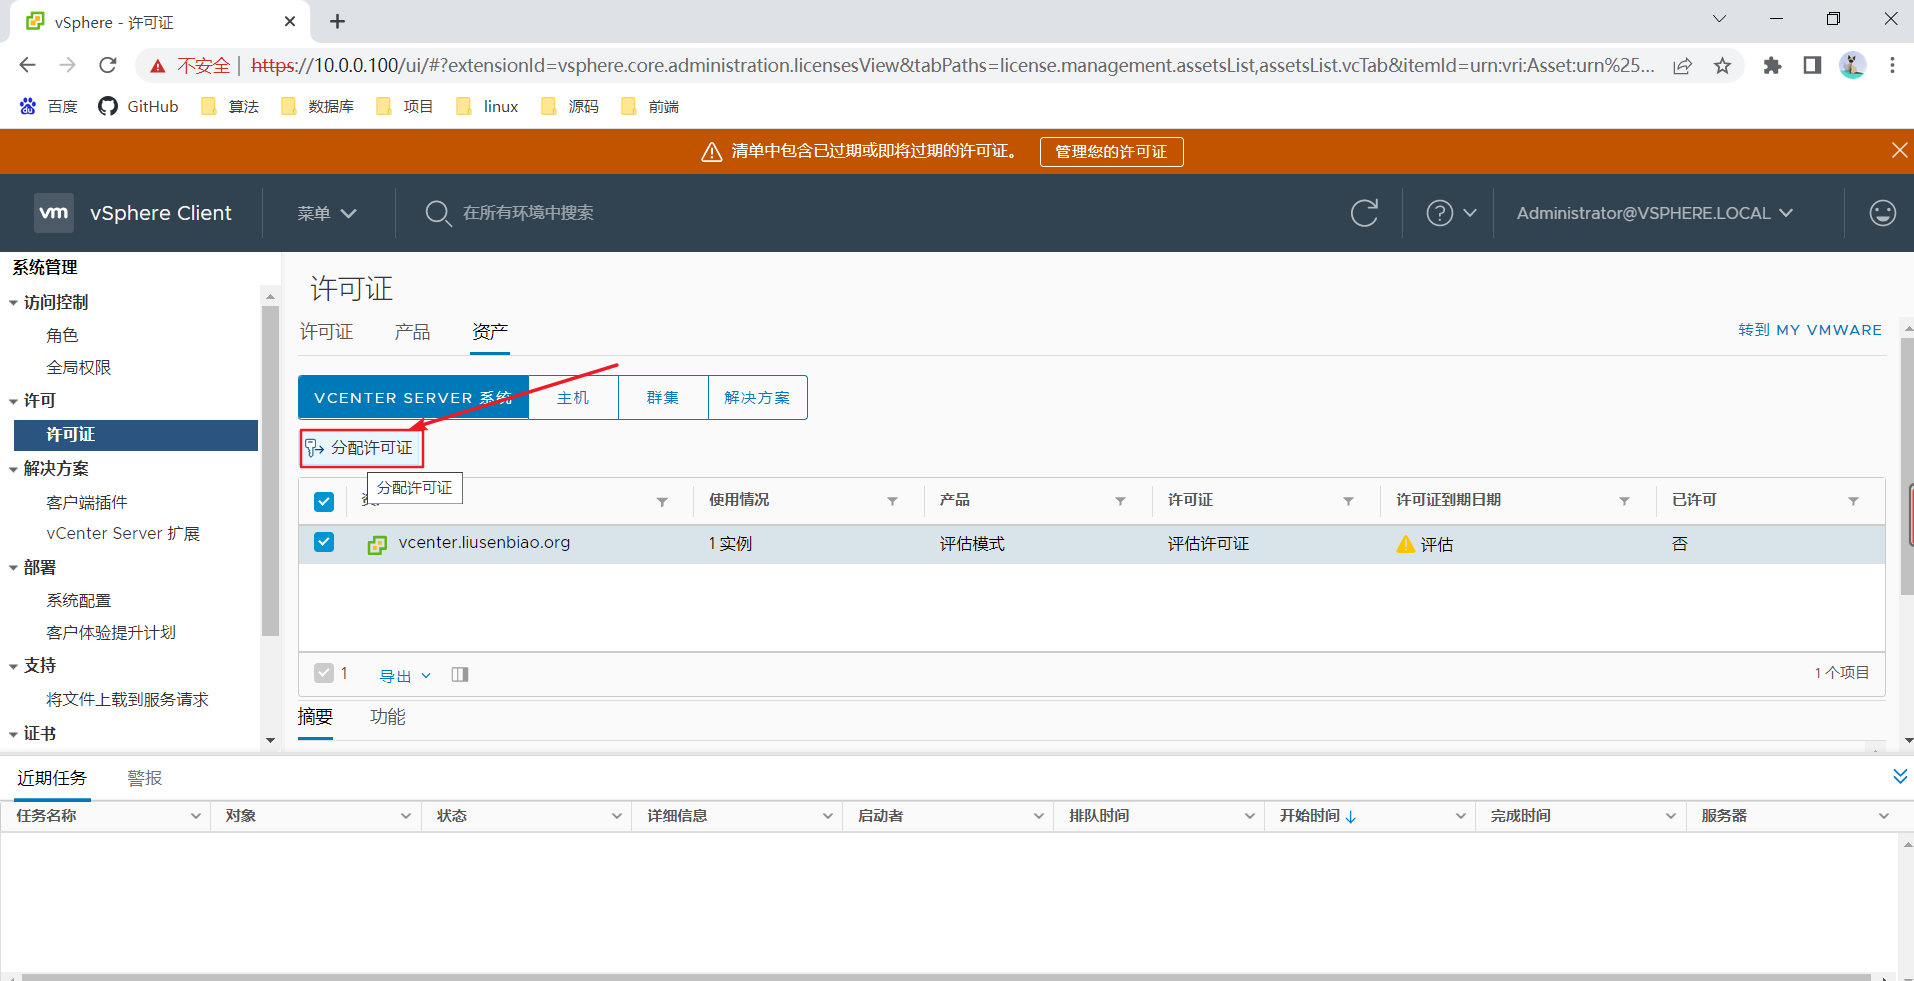 vSphere - 许可证
不安全 | https://10.0.0.100/ui/#?extensionId=vsphere.core.administration.licensesView&tabPaths=license.management.assetsList,assetsList.vcTab&itemId=urn:vri:Asset:urn%25...
百度 GitHub 算法 数据库 项目 linux 源码 前端
清单中包含已过期或即将过期的许可证。 管理您的许可证
vm vSphere Client 菜单 在所有环境中搜索 Administrator@VSPHERE.LOCAL
系统管理
访问控制
角色
全局权限
许可
许可证
解决方案
客户端插件
vCenter Server 扩展
部署
系统配置
客户体验提升计划
支持
将文件上载到服务请求
证书
许可证
许可证 产品 资产 转到 MY VMWARE
VCENTER SERVER 系统 主机 群集 解决方案
分配许可证
分配许可证
使用情况 产品 许可证 许可证到期日期 已许可
vcenter.liusenbiao.org 1 实例 评估模式 评估许可证 评估 否
1 导出 1 个项目
摘要 功能
近期任务 警报
任务名称 对象 状态 详细信息 启动者 排队时间 开始时间 完成时间 服务器